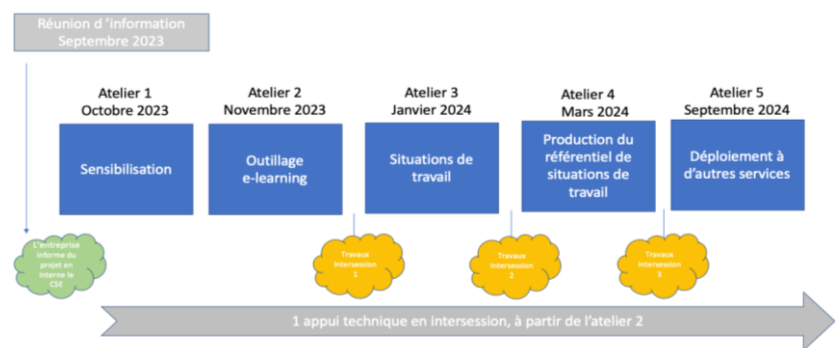 Réunion d 'information
Septembre 2023
Atelier 1
Octobre 2023
Atelier 2
Novembre 2023
Atelier 3
Janvier 2024
Atelier 4
Mars 2024
Atelier 5
Septembre 2024
Sensibilisation
Outillage
e-learning
Situations de
travail
Production du
référentiel de
situations de
travail
Déploiement à
d'autres services
L'entreprise
informe du
projet en
interne le
CSE
Travaux
Intersession
1
Travaux
Intersession
2
Travaux
Intersession
3
1 appui technique en intersession, à partir de l'atelier 2